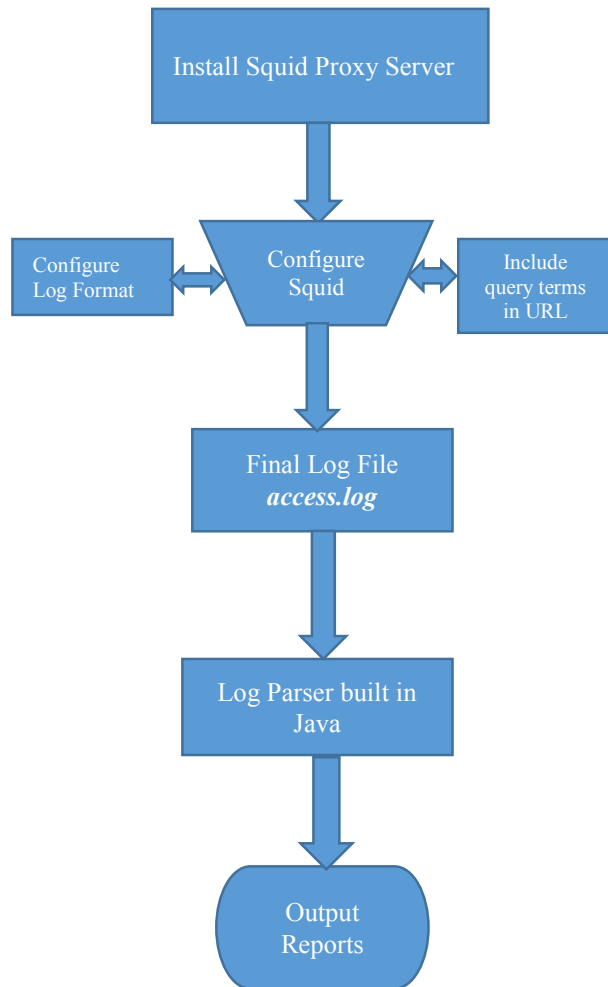 Install Squid Proxy Server
Configure
Log Format
Configure
Squid
Include
query terms
in URL
Final Log File
access.log
Log Parser built in
Java
Output
Reports